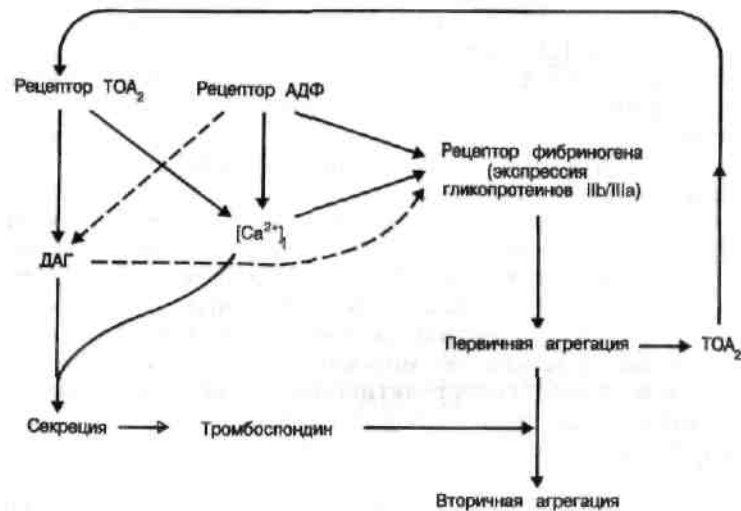 Рецептор ТОА₂
Рецептор АДФ
Рецептор фибриногена
(экспрессия
гликопротеинов IIb/IIIa)
[Ca²⁺]ᵢ
ДАГ
Первичная агрегация
ТОА₂
Секреция
Тромбоспондин
Вторичная агрегация